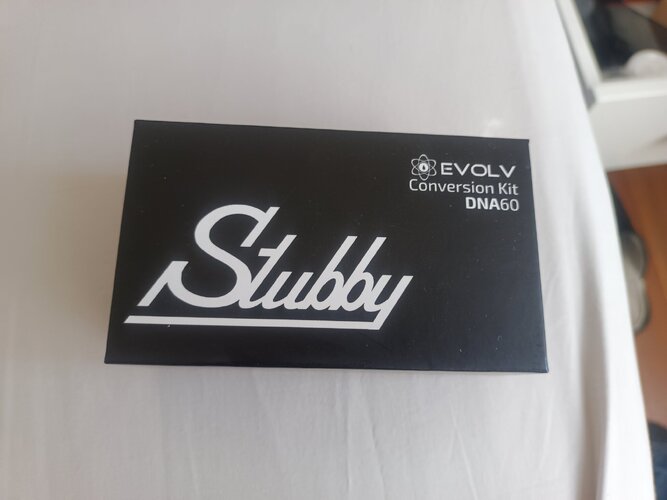 EVOLV
Conversion Kit
DNA60
Stubby